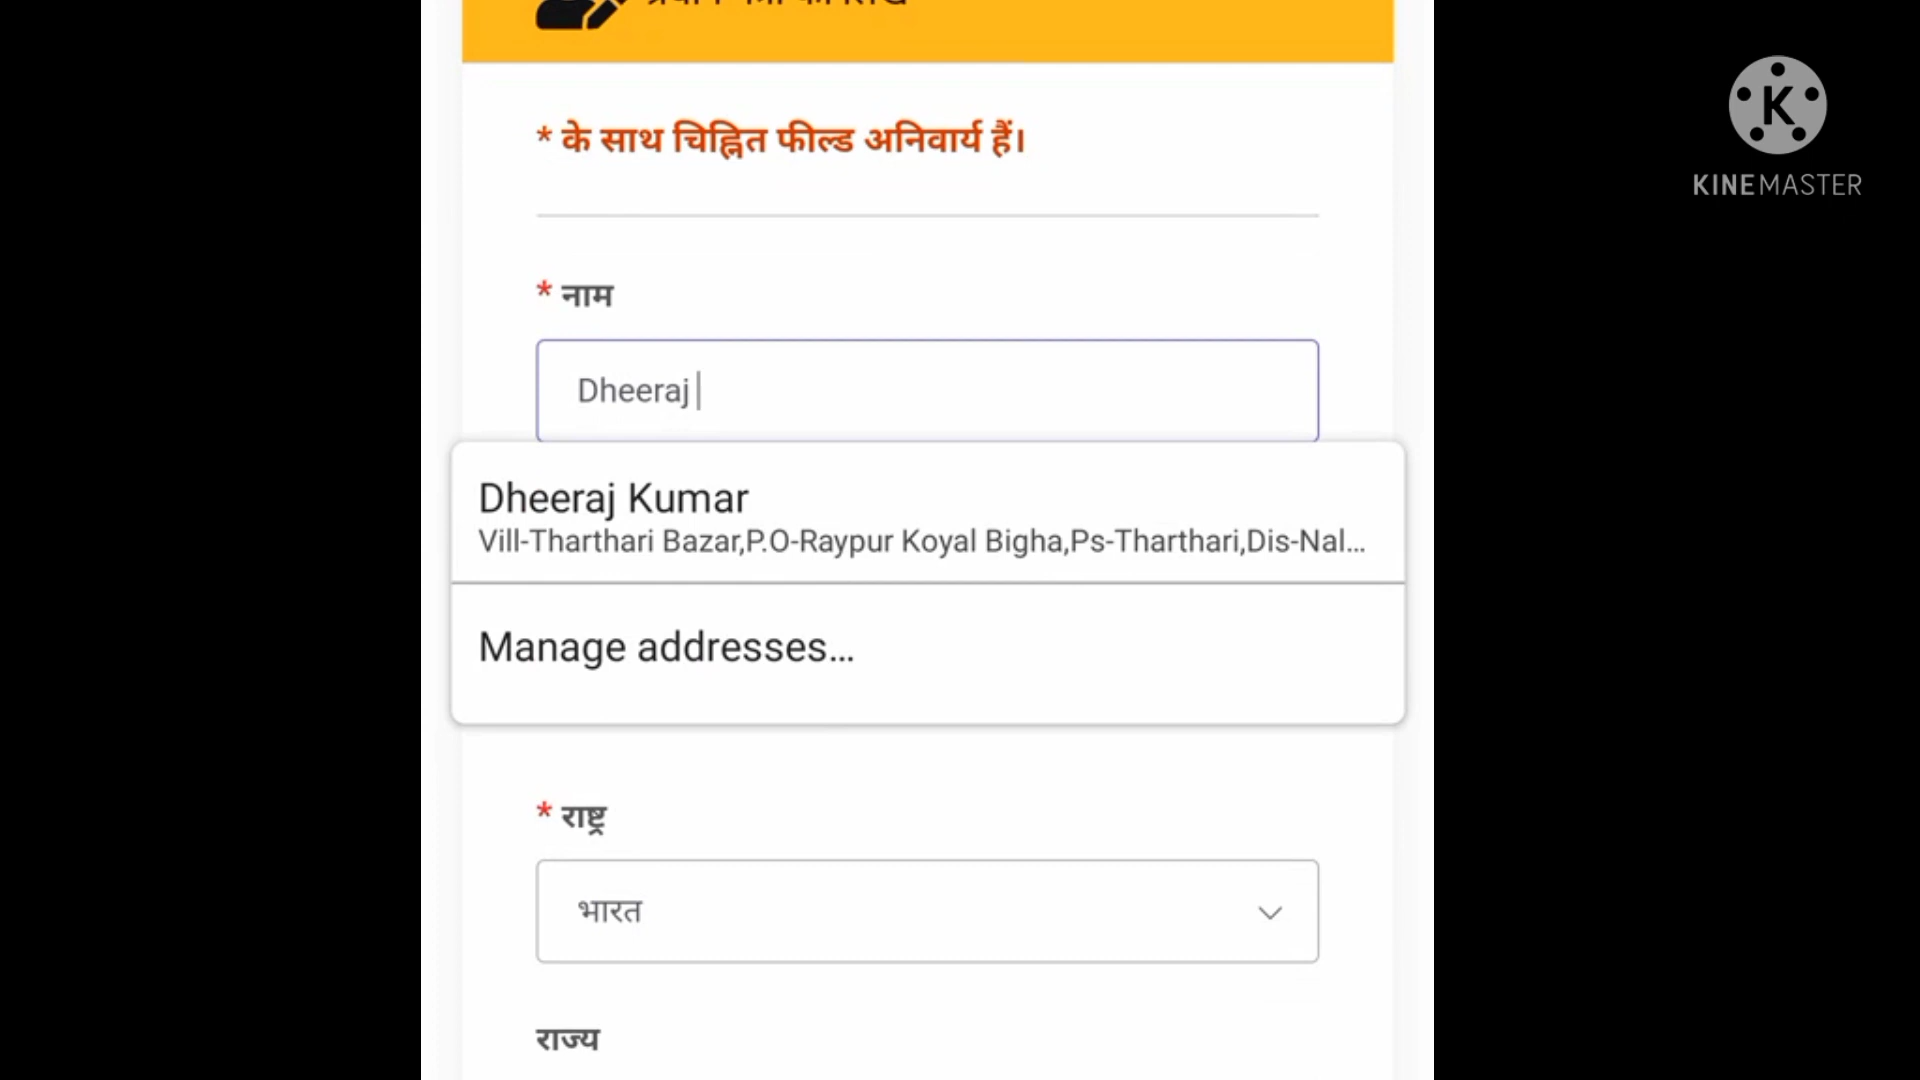 * के साथ चिह्नित फील्ड अनिवार्य हैं।
* नाम
Dheeraj
Dheeraj Kumar
Vill-Tharthari Bazar,P.O-Raypur Koyal Bigha,Ps-Tharthari,Dis-Nal...
Manage addresses...
* राष्ट्र
भारत
राज्य
K
KINEMASTER